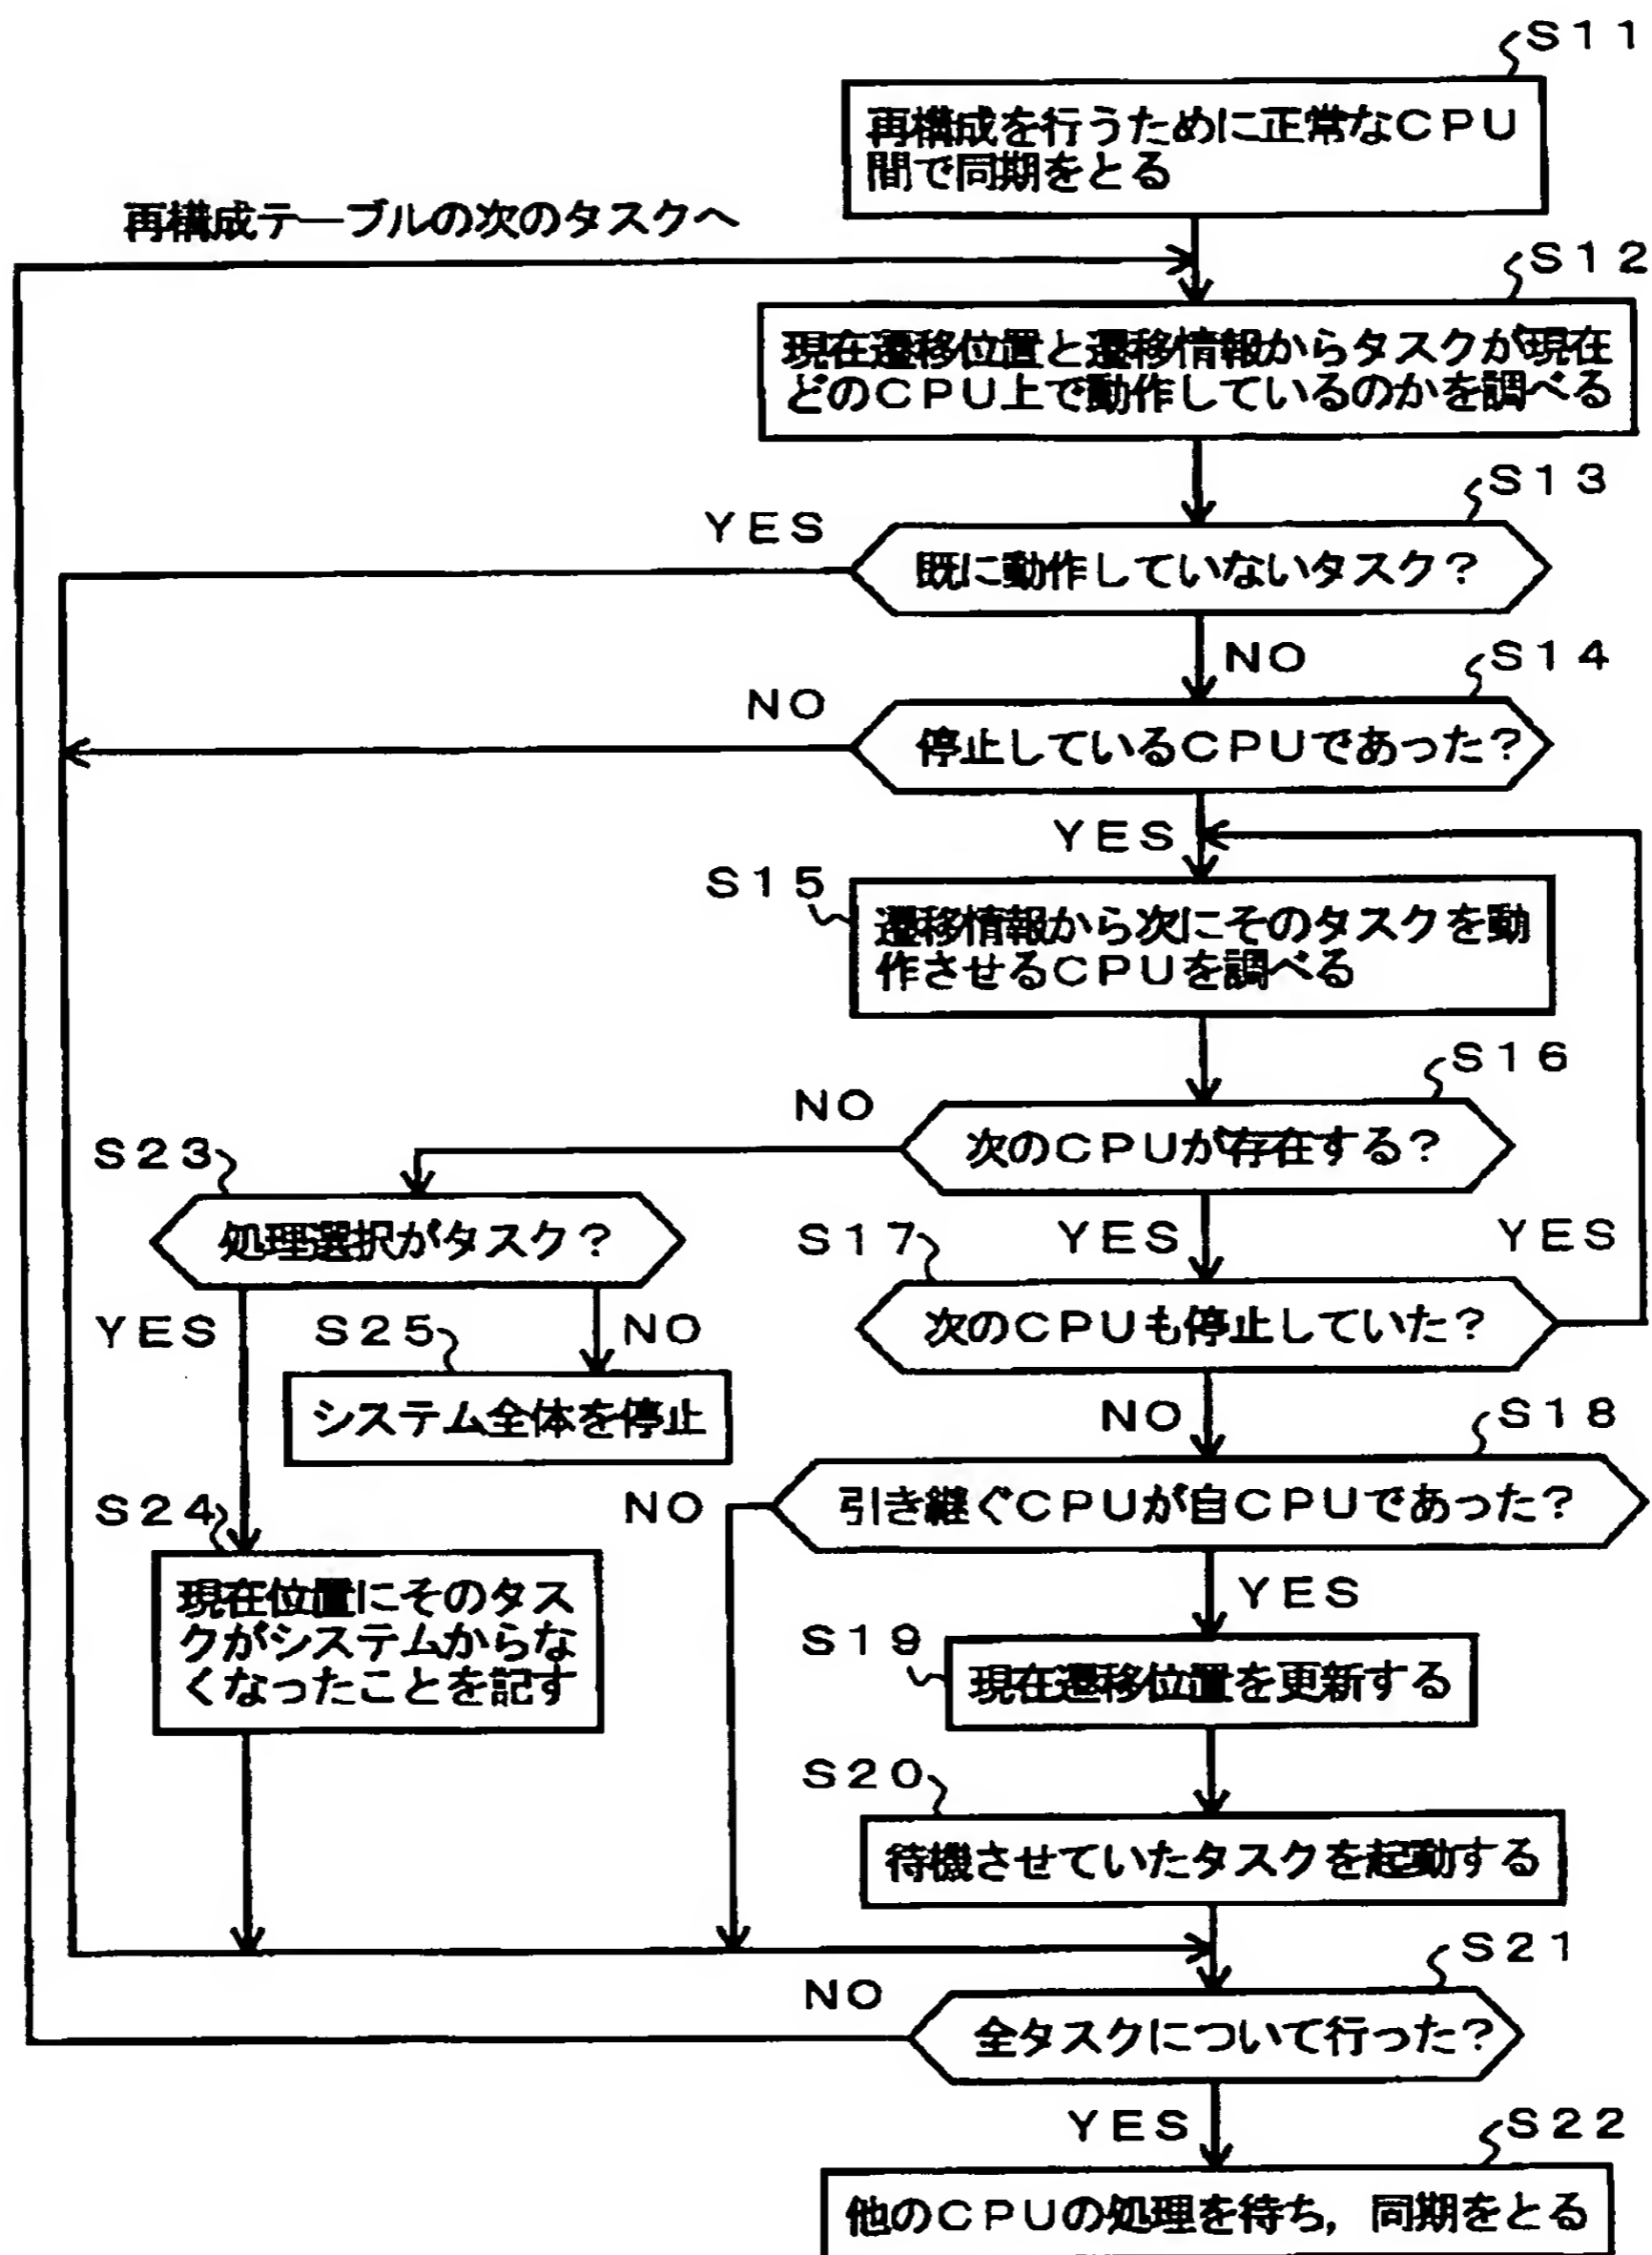 S11
再構成を行うために正常なCPU
間で同期をとる
再構成テーブルの次のタスクへ
S12
現在遷移位置と遷移情報からタスクが現在
どのCPU上で動作しているのかを調べる
S13
YES
既に動作していないタスク?
NO
S14
NO
停止しているCPUであった?
YES
S15
遷移情報から次にそのタスクを動
作させるCPUを調べる
S16
NO
次のCPUが存在する?
S23
処理選択がタスク?
YES
S17
YES
次のCPUも停止していた?
YES
S25
NO
システム全体を停止
NO
S18
引き継ぐCPUが自CPUであった?
NO
S24
現在位置にそのタス
クがシステムからな
くなったことを記す
YES
S19
現在遷移位置を更新する
S20
待機させていたタスクを起動する
S21
NO
全タスクについて行った?
YES
S22
他のCPUの処理を待ち,同期をとる